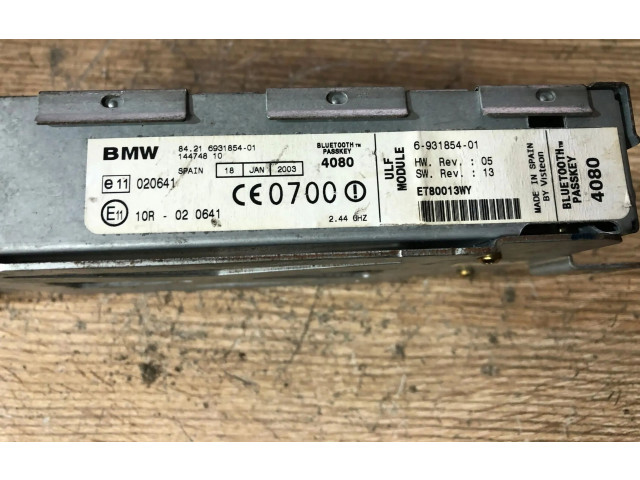 BMW
84.21 6931854-01
144748 10
SPAIN 18 JAN 2003
BLUETOOTH™
PASSKEY
4080
e11 020641
CE0700
E11 10R - 02 0641
2.44 GHZ
ULF
MODULE
6-931854-01
HW. Rev. : 05
SW. Rev. : 13
ET80013WY
MADE IN SPAIN
BY Visteon
BLUETOOTH™
PASSKEY
4080